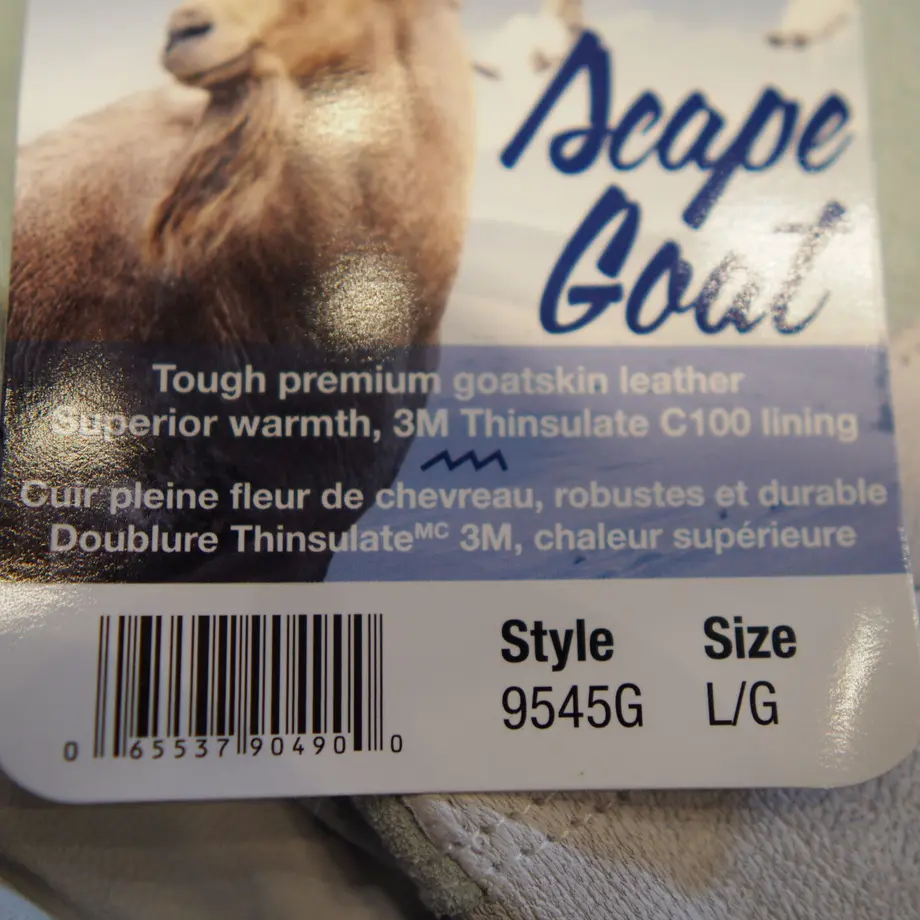 Scape
Goat
Tough premium goatskin leather
Superior warmth, 3M Thinsulate C100 lining
Cuir pleine fleur de chevreau, robustes et durable
Doublure Thinsulateᴹᶜ 3M, chaleur supérieure
Style Size
9545G L/G
0 65537 90490 0